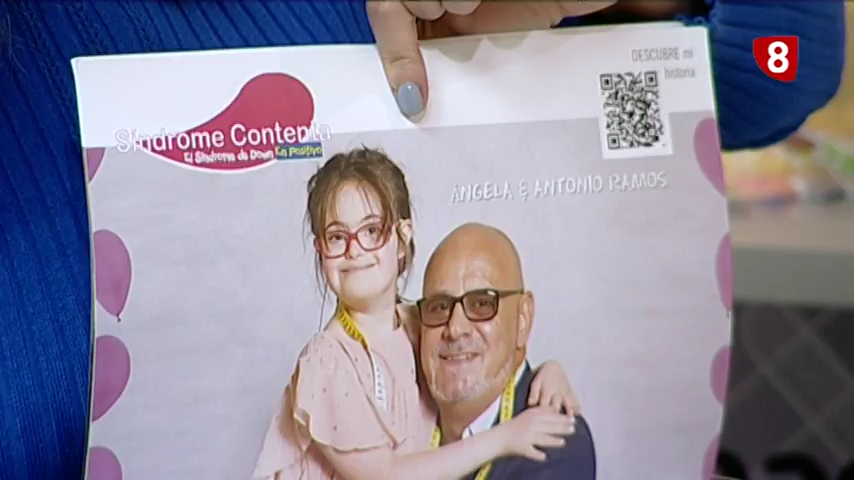 8
DESCUBRE mi
historia
Síndrome Contenta
El Síndrome de Down En Positivo
ÁNGELA & ANTONIO RAMOS